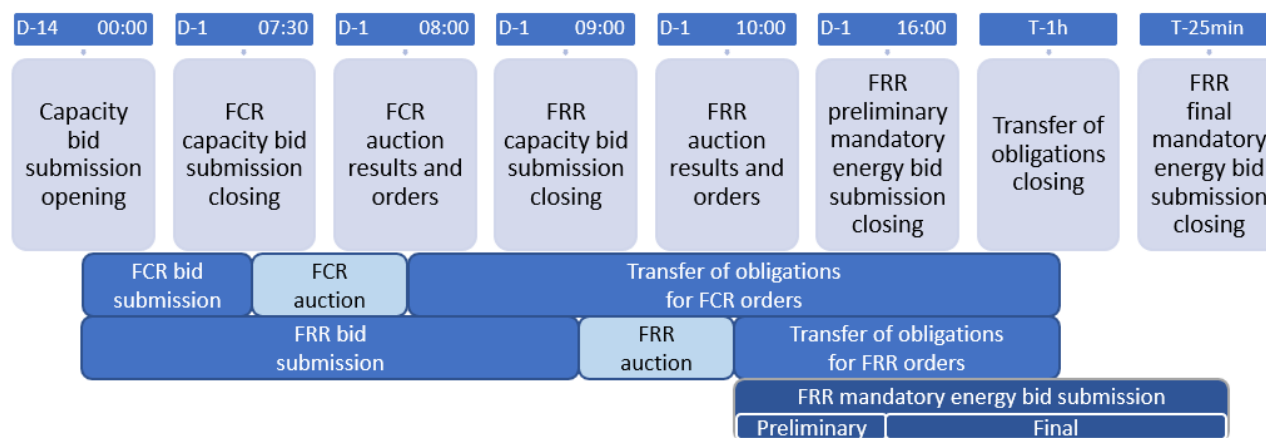 D-14 00:00
D-1 07:30
D-1 08:00
D-1 09:00
D-1 10:00
D-1 16:00
T-1h
T-25min
Capacity
bid
submission
opening
FCR
capacity bid
submission
closing
FCR
auction
results and
orders
FRR
capacity bid
submission
closing
FRR
auction
results and
orders
FRR
preliminary
mandatory
energy bid
submission
closing
Transfer of
obligations
closing
FRR
final
mandatory
energy bid
submission
closing
FCR bid
submission
FCR
auction
Transfer of obligations
for FCR orders
FRR bid
submission
FRR
auction
Transfer of obligations
for FRR orders
FRR mandatory energy bid submission
Preliminary
Final